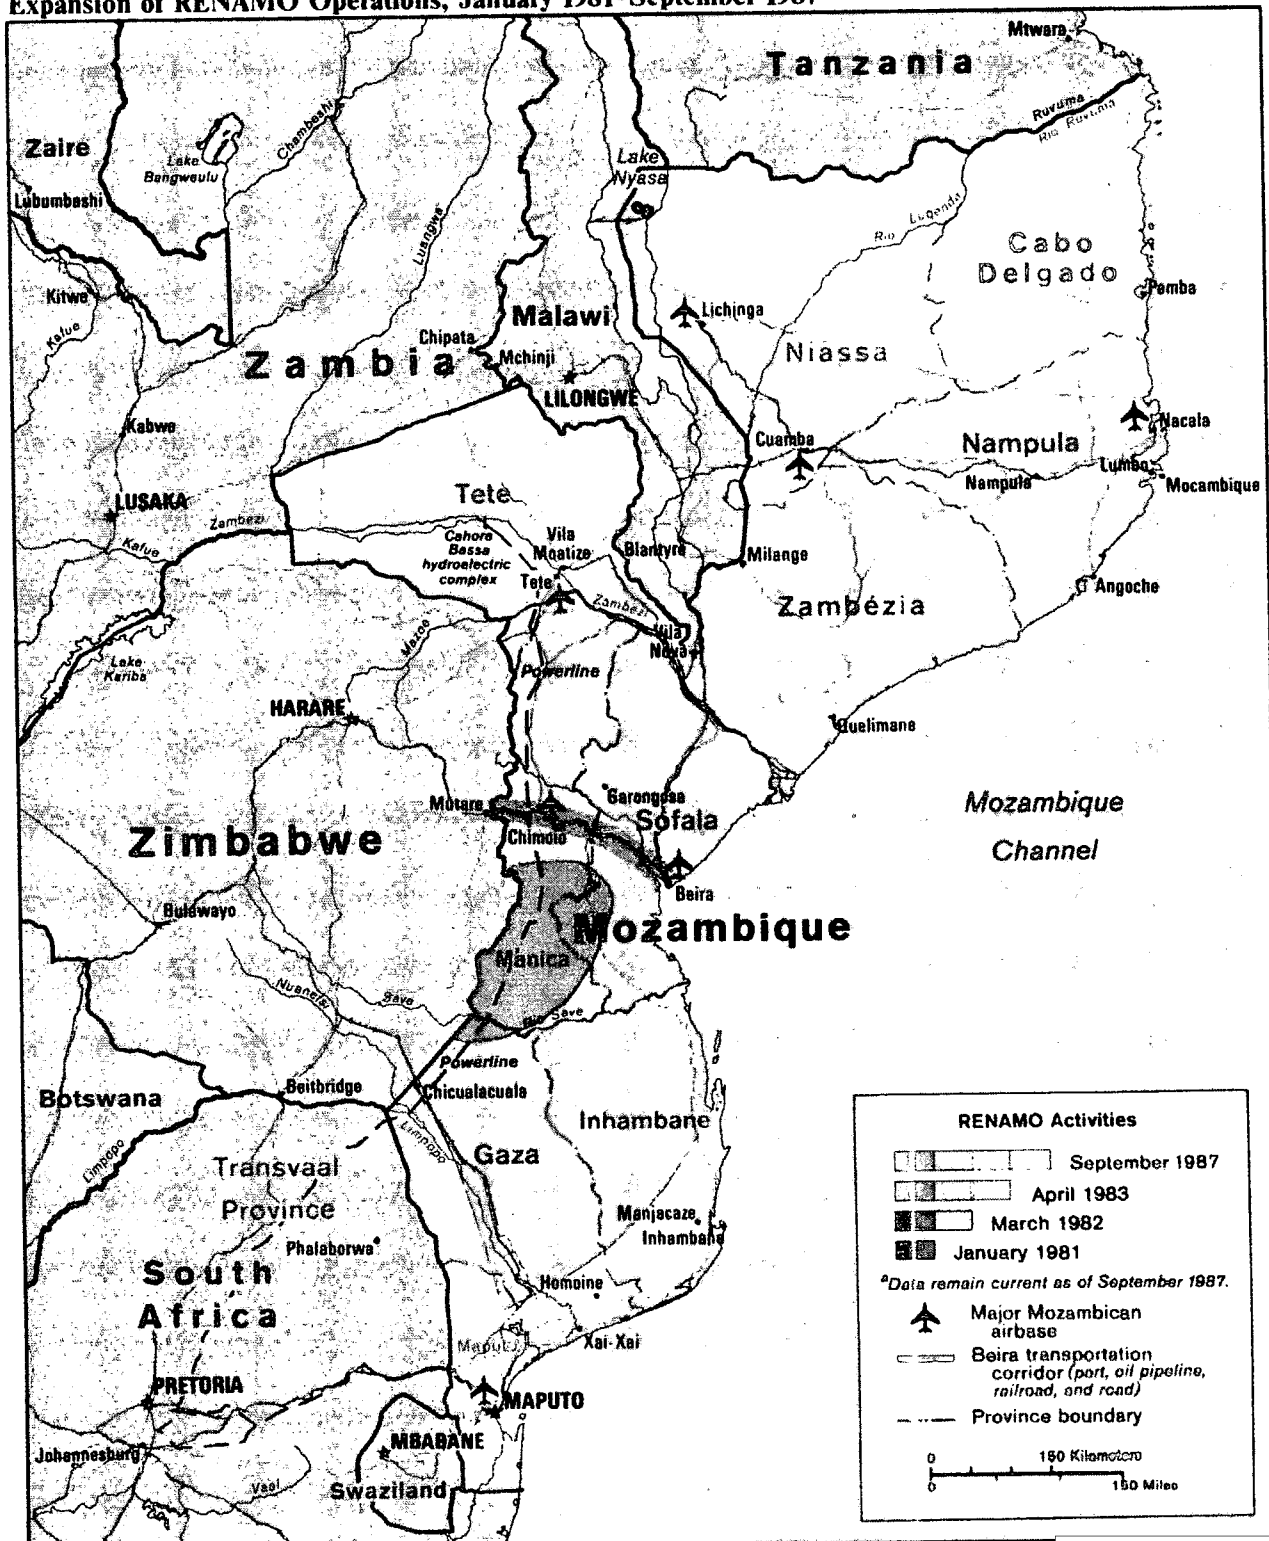 Expansion of RENAMO Operations, January 1981–September 1987
Mtwara
Tanzania
Ruvuma
Rio Ruvuma
Zaire
Lake
Bangweulu
Chambeshi
Lake
Nyasa
Lubumbashi
Luangwa
Rio Lugenda
Cabo
Delgado
Kitwe
Pemba
Kafue
Malawi
Lichinga
Chipata
Zambia
Mchinji
Niassa
LILONGWE
Kabwe
Cuamba
Nampula
Nacala
Lumbo
Nampula
Mocambique
LUSAKA
Tete
Zambezi
Kafue
Cahora
Bassa
hydroelectric
complex
Vila
Moatize
Blantyre
Milange
Tete
Angoche
Zambezi
Zambézia
Vila
Nova
Mazoe
Lake
Kariba
Powerline
HARARE
Quelimane
Garongosa
Mutare
Sofala
Mozambique
Channel
Chimoio
Zimbabwe
Beira
Bulawayo
Mozambique
Manica
Nuanetsi
Save
Rio Save
Powerline
Beitbridge
Chicualacuala
Botswana
Inhambane
Limpopo
Limpopo
Gaza
Transvaal
Province
Manjacaze
Inhambane
Phalaborwa
South
Africa
Homoine
Xai-Xai
PRETORIA
MAPUTO
MBABANE
Johannesburg
Vaal
Swaziland
RENAMO Activities
September 1987
April 1983
March 1982
January 1981
ªData remain current as of September 1987.
Major Mozambican
airbase
Beira transportation
corridor (port, oil pipeline,
railroad, and road)
Province boundary
0 150 Kilometers
0 150 Miles